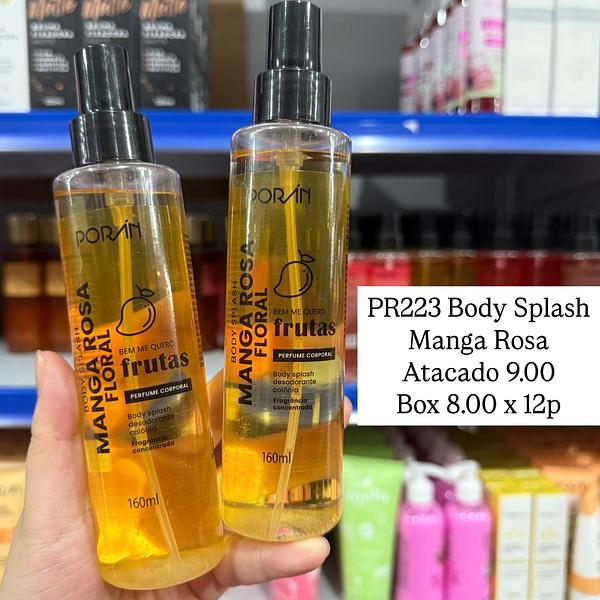 PORÁN
BODY SPLASH
MANGA ROSA
FLORAL
BEM ME QUERO
frutas
PERFUME CORPORAL
Body splash
desodorante
colônia
Fragrância
concentrada
160ml
PORÁN
BODY SPLASH
MANGA ROSA
FLORAL
BEM ME QUERO
frutas
PERFUME CORPORAL
Body splash
desodorante
colônia
Fragrância
concentrada
160ml
PR223 Body Splash
Manga Rosa
Atacado 9.00
Box 8.00 x 12p